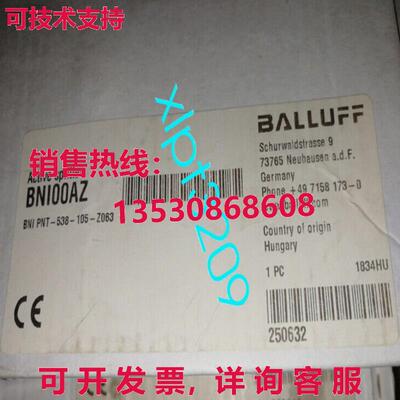 可技术支持
BALLUFF
Schurwaldstrasse 9
73765 Neuhausen a.d.F.
Germany
Phone +49 7158 173-0
销售热线:
13530868608
BNI00AZ
BNI PNT-538-105-Z063
xlptf5209
Country of origin
Hungary
1 PC
1834HU
CE
250632
可开发票, 详询客服